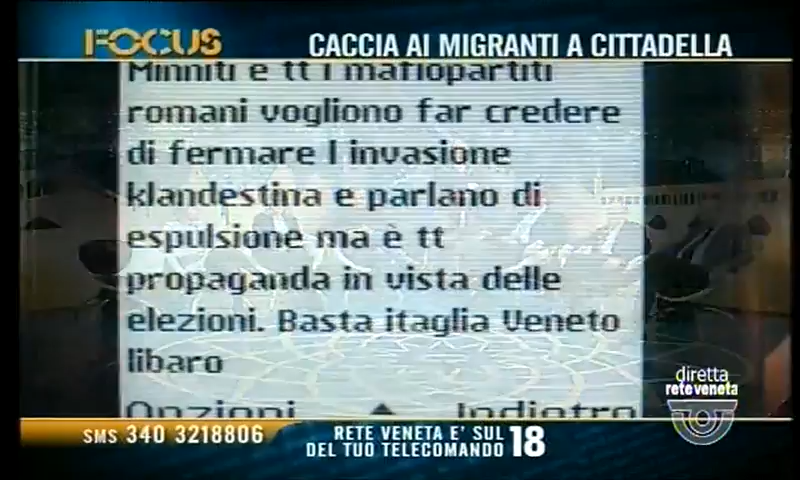 FOCUS
CACCIA AI MIGRANTI A CITTADELLA
Minniti e tt i mafiopartiti
romani vogliono far credere
di fermare l invasione
klandestina e parlano di
espulsione ma è tt
propaganda in vista delle
elezioni. Basta itaglia Veneto
libaro
Opzioni Indietro
diretta
reteveneta
SMS 340 3218806
RETE VENETA E' SUL
DEL TUO TELECOMANDO 18